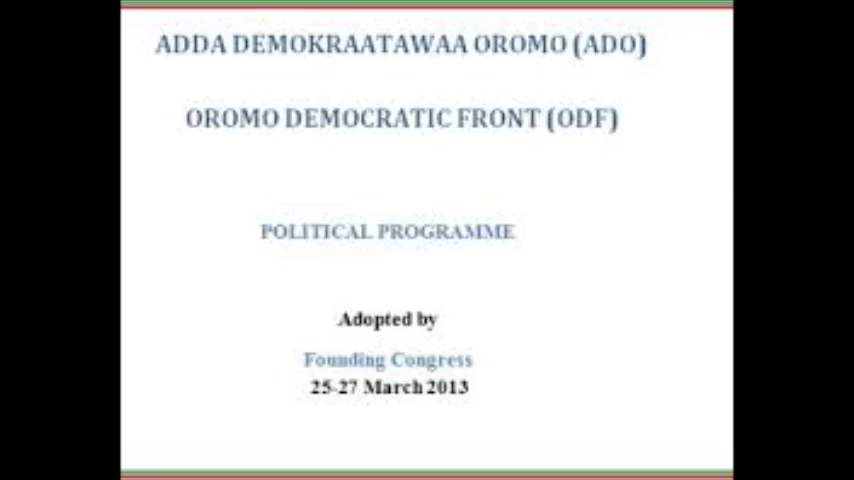 ADDA DEMOKRAATAWAA OROMO (ADO)
OROMO DEMOCRATIC FRONT (ODF)
POLITICAL PROGRAMME
Adopted by
Founding Congress
25-27 March 2013